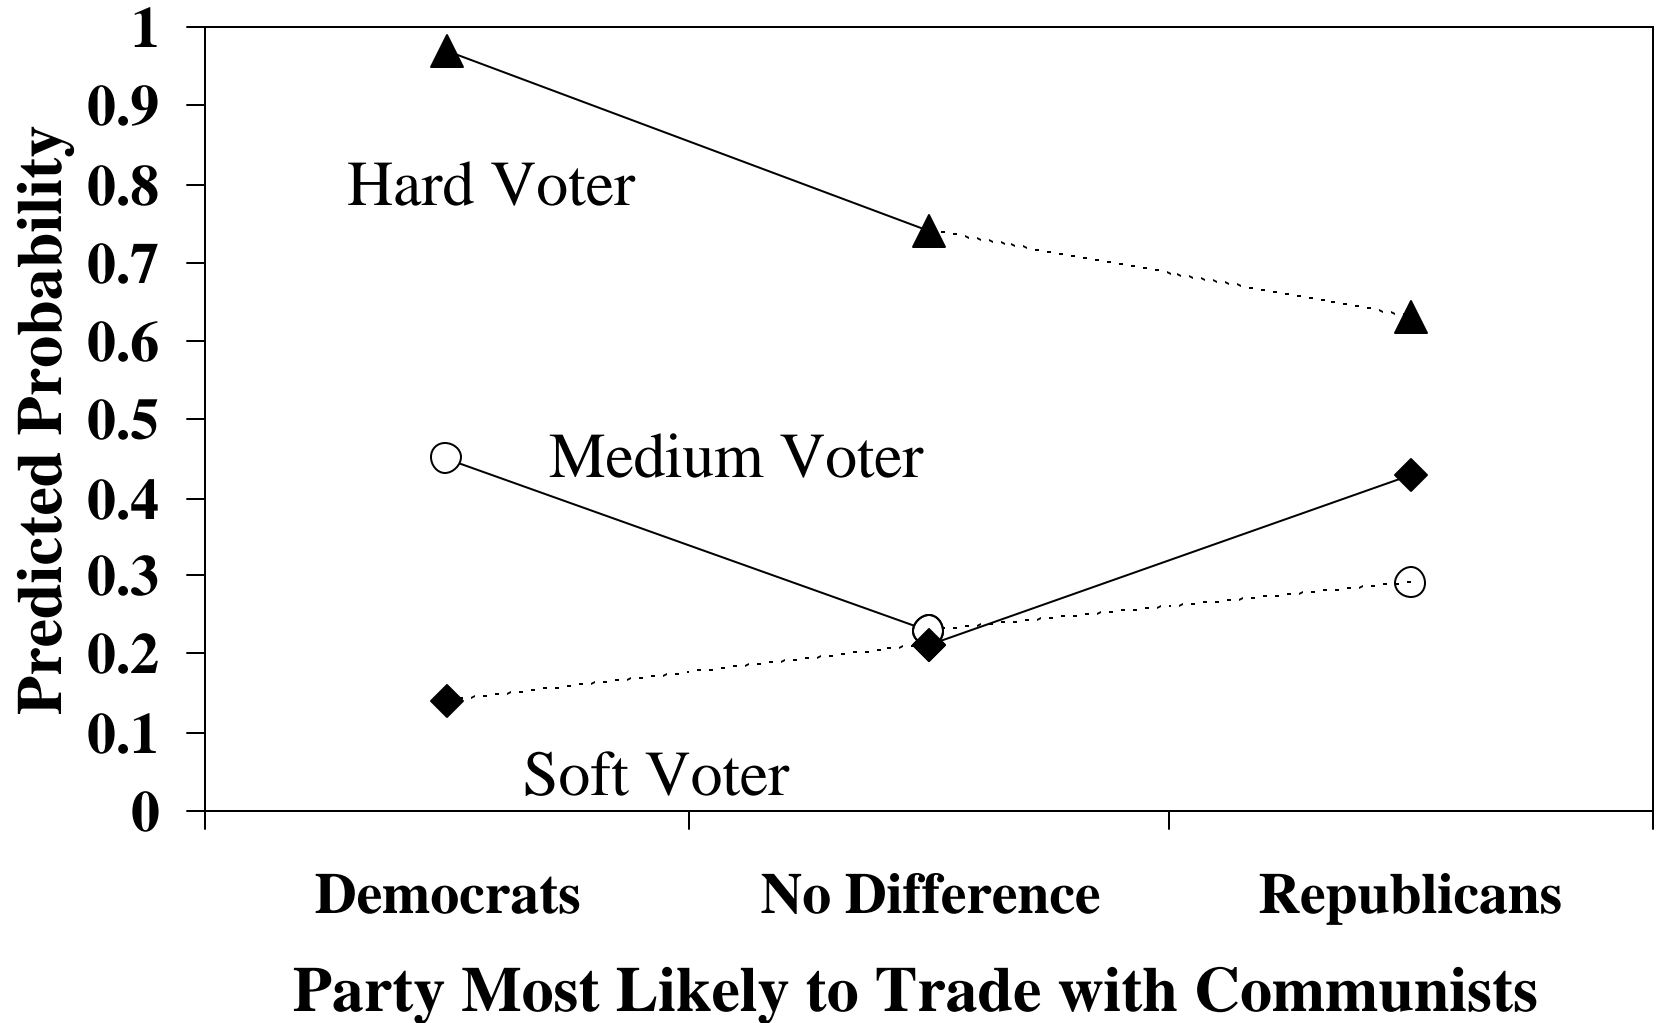 1
0.9
0.8
0.7
0.6
0.5
0.4
0.3
0.2
0.1
0
Predicted Probability
Hard Voter
Medium Voter
Soft Voter
Democrats No Difference Republicans
Party Most Likely to Trade with Communists